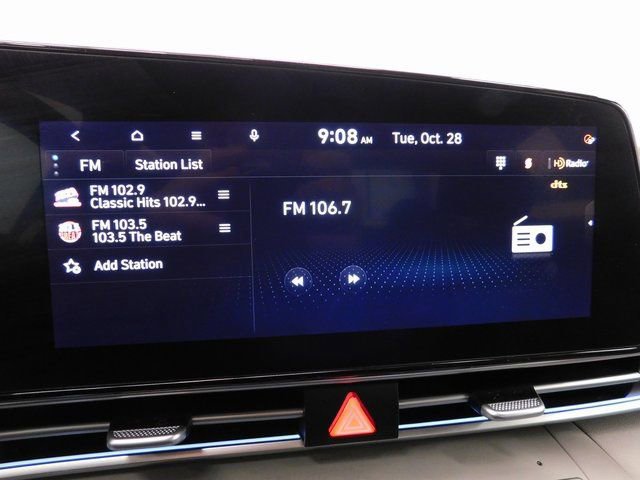 9:08 AM Tue, Oct. 28
FM Station List HD Radio
dts
FM 102.9
Classic Hits 102.9...
FM 103.5
103.5 The Beat
Add Station
FM 106.7